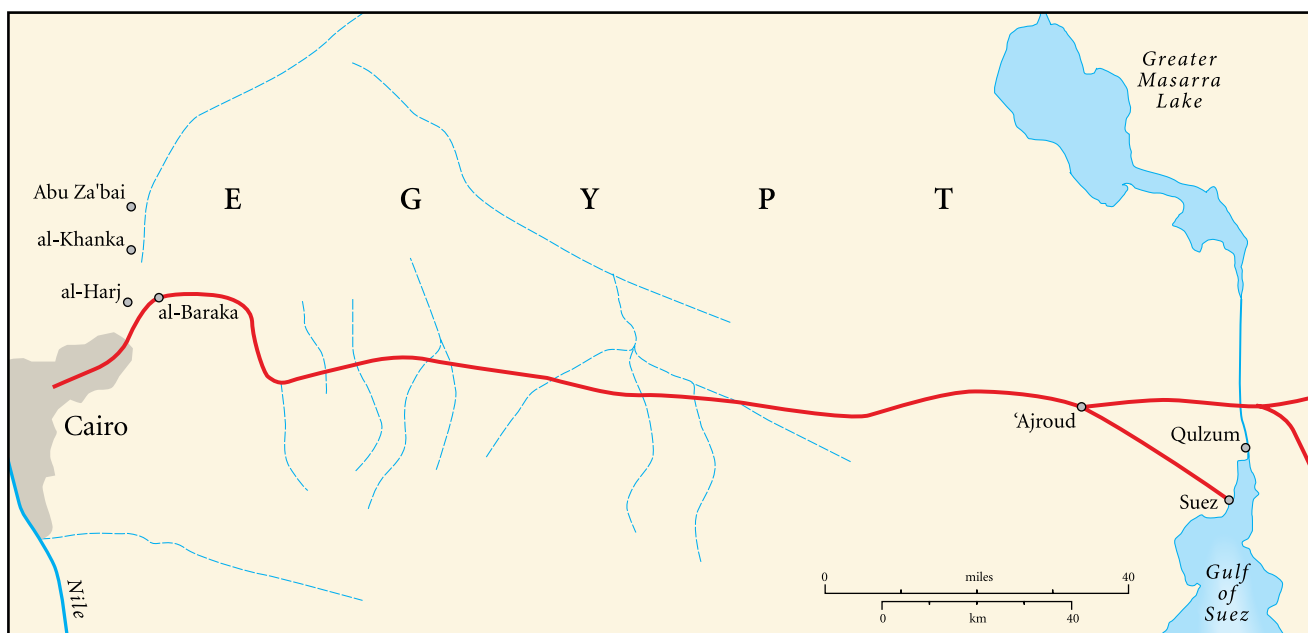 Greater
Masarra
Lake
Abu Za'bai
E G Y P T
al-Khanka
al-Harj
al-Baraka
Cairo
‘Ajroud
Qulzum
Suez
Nile
0 miles 40
0 km 40
Gulf
of
Suez